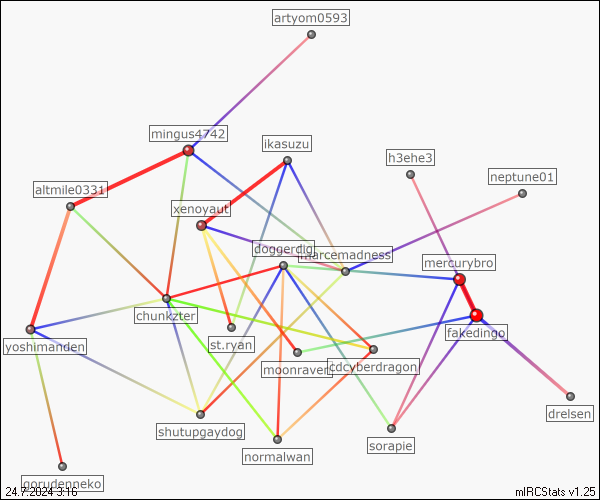 artyom0593
mingus4742
ikasuzu
h3ehe3
neptune01
altmile0331
xenoyaut
doggerdig
marcemadness
mercurybro
chunkzter
fakedingo
yoshimanden
st.ryan
moonraven
cdcyberdragon
drelsen
shutupgaydog
sorapie
normalwan
gorudenneko
24.7.2024 3:16
mIRCStats v1.25